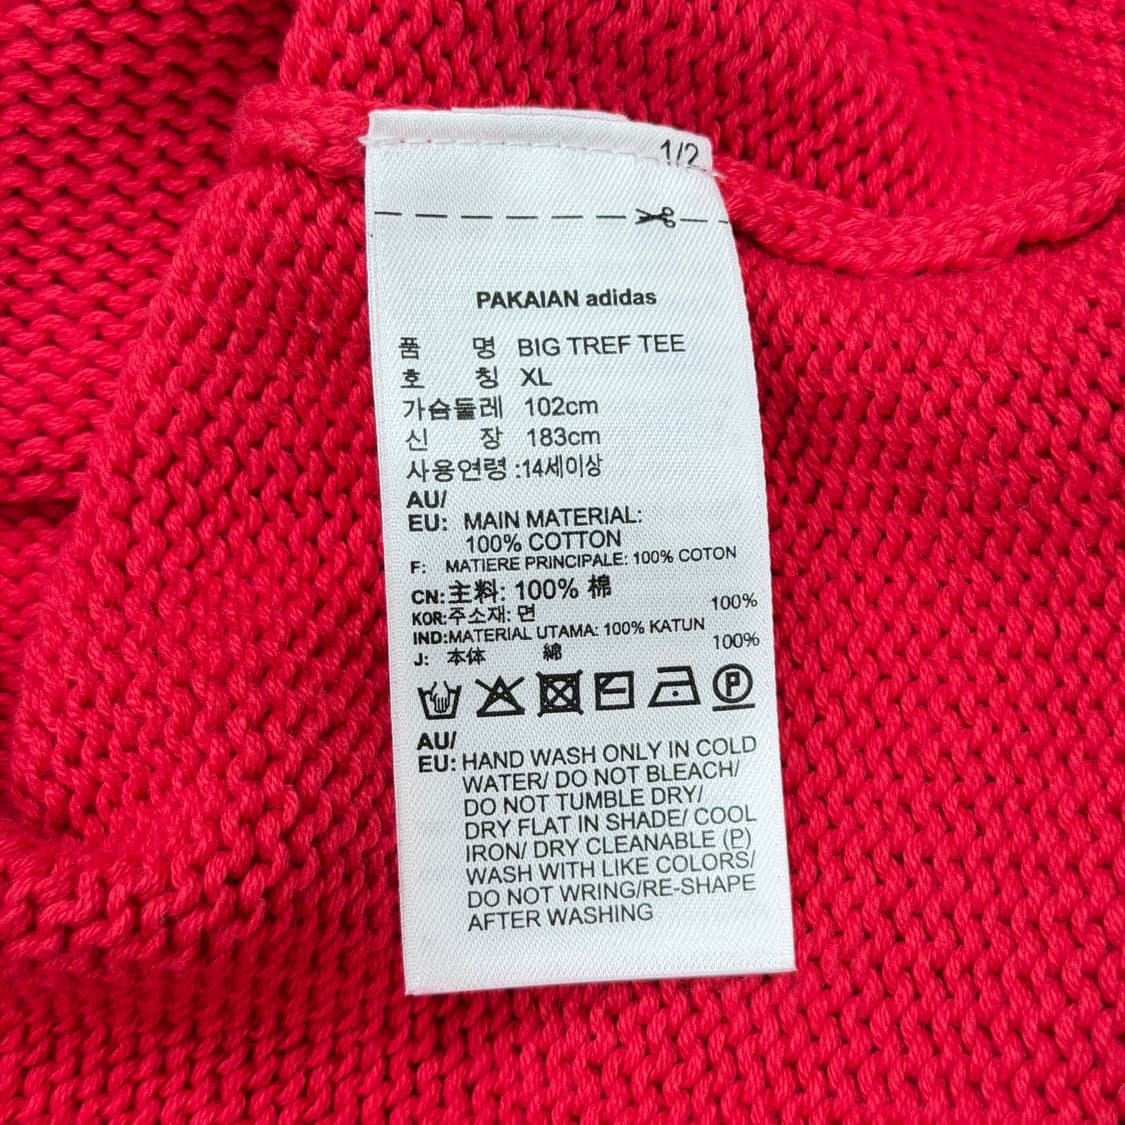 1/2
PAKAIAN adidas
품 명 BIG TREF TEE
호 칭 XL
가슴둘레 102cm
신 장 183cm
사용연령 :14세이상
AU/
EU: MAIN MATERIAL:
100% COTTON
F: MATIERE PRINCIPALE: 100% COTON
CN:主料: 100% 棉
KOR:주소재: 면 100%
IND:MATERIAL UTAMA: 100% KATUN
J: 本体 綿 100%
P
AU/
EU: HAND WASH ONLY IN COLD
WATER/ DO NOT BLEACH/
DO NOT TUMBLE DRY/
DRY FLAT IN SHADE/ COOL
IRON/ DRY CLEANABLE (P)
WASH WITH LIKE COLORS/
DO NOT WRING/RE-SHAPE
AFTER WASHING